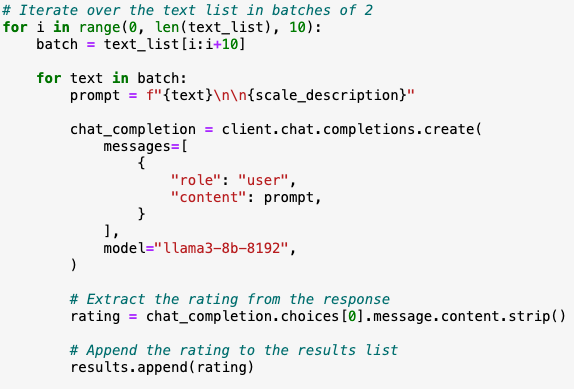 # Iterate over the text list in batches of 2
for i in range(0, len(text_list), 10):
    batch = text_list[i:i+10]

    for text in batch:
        prompt = f"{text}\n\n{scale_description}"

        chat_completion = client.chat.completions.create(
            messages=[
                {
                    "role": "user",
                    "content": prompt,
                }
            ],
            model="llama3-8b-8192",
        )

        # Extract the rating from the response
        rating = chat_completion.choices[0].message.content.strip()

        # Append the rating to the results list
        results.append(rating)